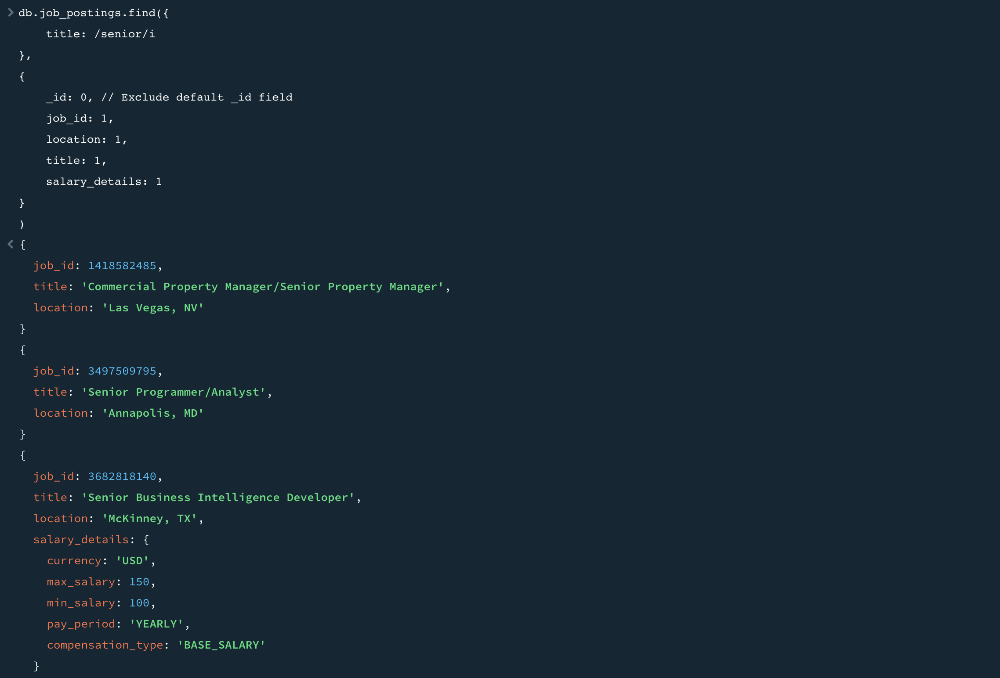 db.job_postings.find({
    title: /senior/i
},
{
    _id: 0, // Exclude default _id field
    job_id: 1,
    location: 1,
    title: 1,
    salary_details: 1
}
)
{
  job_id: 1418582485,
  title: 'Commercial Property Manager/Senior Property Manager',
  location: 'Las Vegas, NV'
}
{
  job_id: 3497509795,
  title: 'Senior Programmer/Analyst',
  location: 'Annapolis, MD'
}
{
  job_id: 3682818140,
  title: 'Senior Business Intelligence Developer',
  location: 'McKinney, TX',
  salary_details: {
    currency: 'USD',
    max_salary: 150,
    min_salary: 100,
    pay_period: 'YEARLY',
    compensation_type: 'BASE_SALARY'
  }